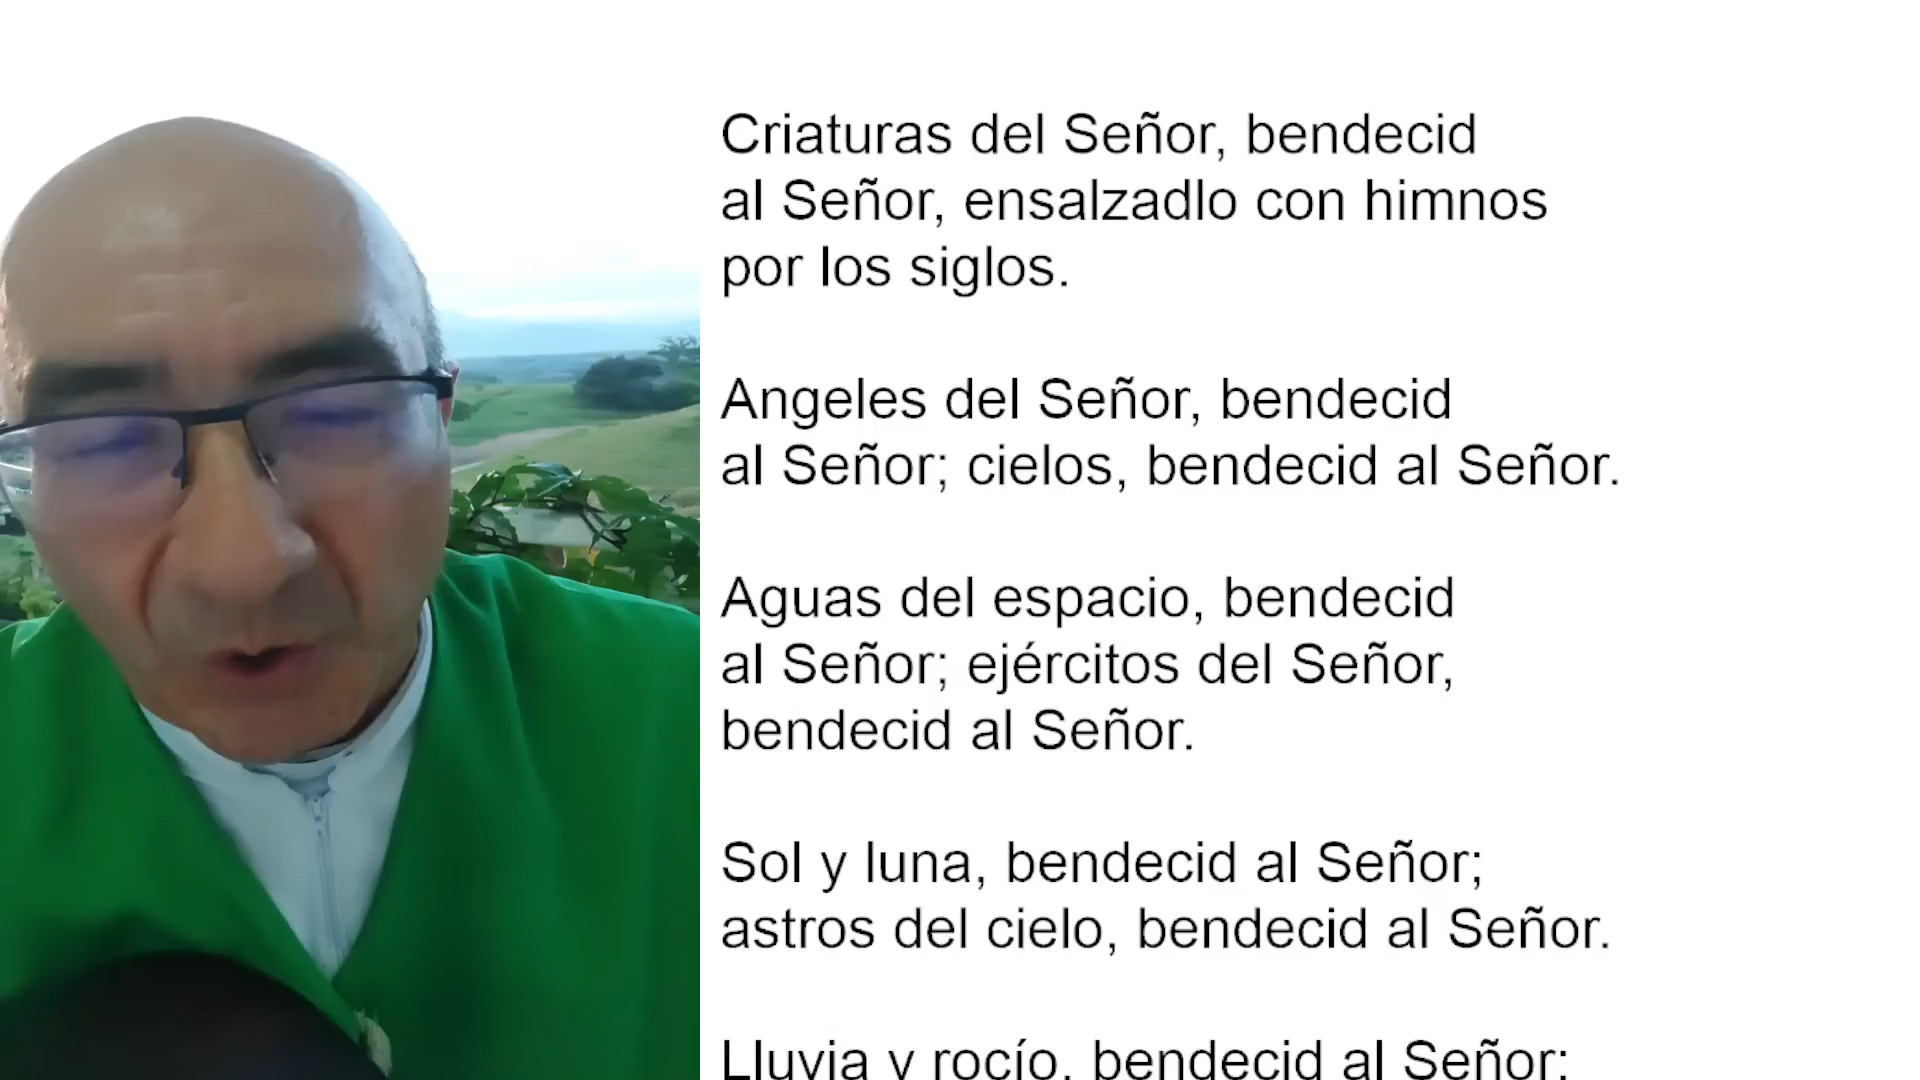 Criaturas del Señor, bendecid
al Señor, ensalzadlo con himnos
por los siglos.
Angeles del Señor, bendecid
al Señor; cielos, bendecid al Señor.
Aguas del espacio, bendecid
al Señor; ejércitos del Señor,
bendecid al Señor.
Sol y luna, bendecid al Señor;
astros del cielo, bendecid al Señor.
Lluvia y rocío, bendecid al Señor;